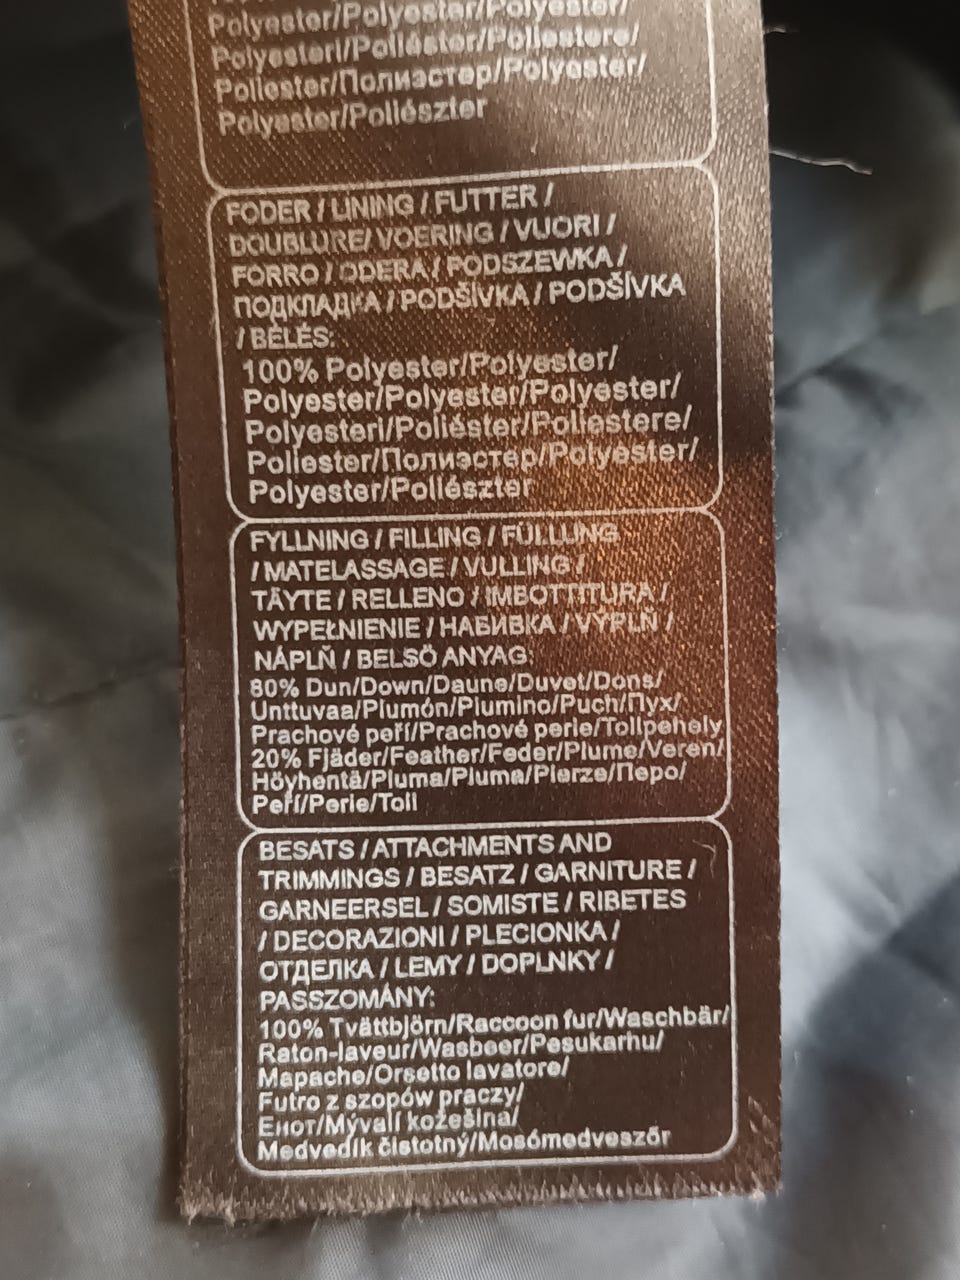 Polyester/Polyester/Polyester/
Polyesteri/Poliéster/Poliestere/
Poliester/Полиэстер/Polyester/
Polyester/Poliészter
FODER / LINING / FUTTER /
DOUBLURE/ VOERING / VUORI /
FORRO / ODERA / PODSZEWKA /
ПОДКЛАДКА / PODŠÍVKA / PODŠÍVKA
/ BÉLÉS:
100% Polyester/Polyester/
Polyester/Polyester/Polyester/
Polyesteri/Poliéster/Poliestere/
Poliester/Полиэстер/Polyester/
Polyester/Poliészter
FYLLNING / FILLING / FÜLLUNG
/ MATELASSAGE / VULLING /
TÄYTE / RELLENO / IMBOTTITURA /
WYPEŁNIENIE / НАБИВКА / VÝPLŇ /
NÁPLŇ / BELSÖ ANYAG:
80% Dun/Down/Daune/Duvet/Dons/
Unttuvaa/Plumón/Piumino/Puch/Пух/
Prachové peří/Prachové perie/Tollpehely
20% Fjäder/Feather/Feder/Plume/Veren/
Höyhentä/Pluma/Piuma/Pierze/Перо/
Peří/Perie/Toll
BESATS / ATTACHMENTS AND
TRIMMINGS / BESATZ / GARNITURE /
GARNEERSEL / SOMISTE / RIBETES
/ DECORAZIONI / PLECIONKA /
ОТДЕЛКА / LEMY / DOPLNKY /
PASSZOMÁNY:
100% Tvättbjörn/Raccoon fur/Waschbär/
Raton-laveur/Wasbeer/Pesukarhu/
Mapache/Orsetto lavatore/
Futro z szopów praczy/
Енот/Mývalí kožešina/
Medvedík čistotný/Mosómedveszőr